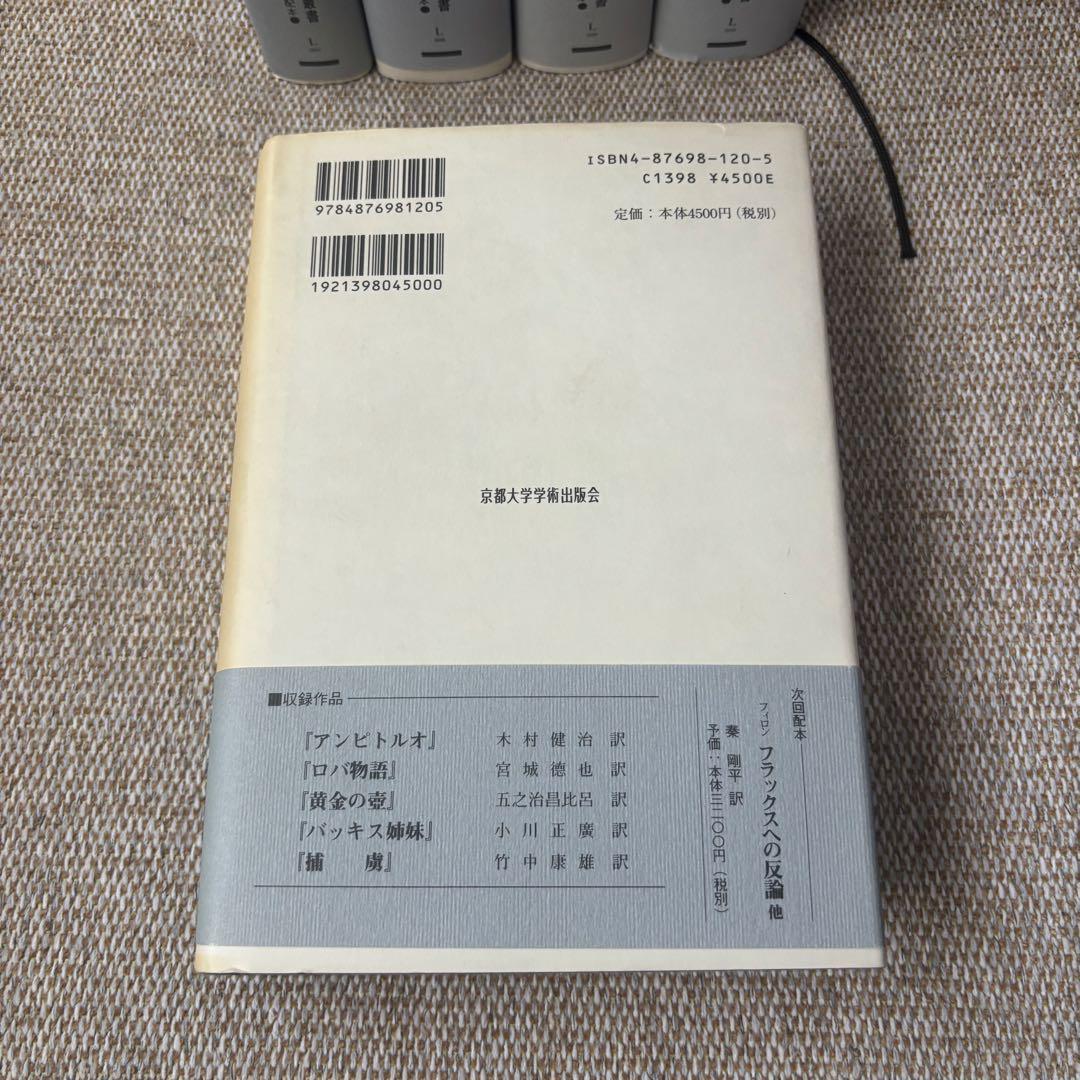 叢書
L
L
書
L
L
ISBN4-87698-120-5
C1398 ¥4500E
定価：本体4500円（税別）
9784876981205
1921398045000
京都大学学術出版会
■収録作品
『アンピトルオ』 木村健治 訳
『ロバ物語』 宮城德也 訳
『黄金の壺』 五之治昌比呂 訳
『バッキス姉妹』 小川正廣 訳
『捕虜』 竹中康雄 訳
次回配本
フィロン フラックスへの反論 他
秦 剛平 訳
予価：本体三二〇〇円（税別）